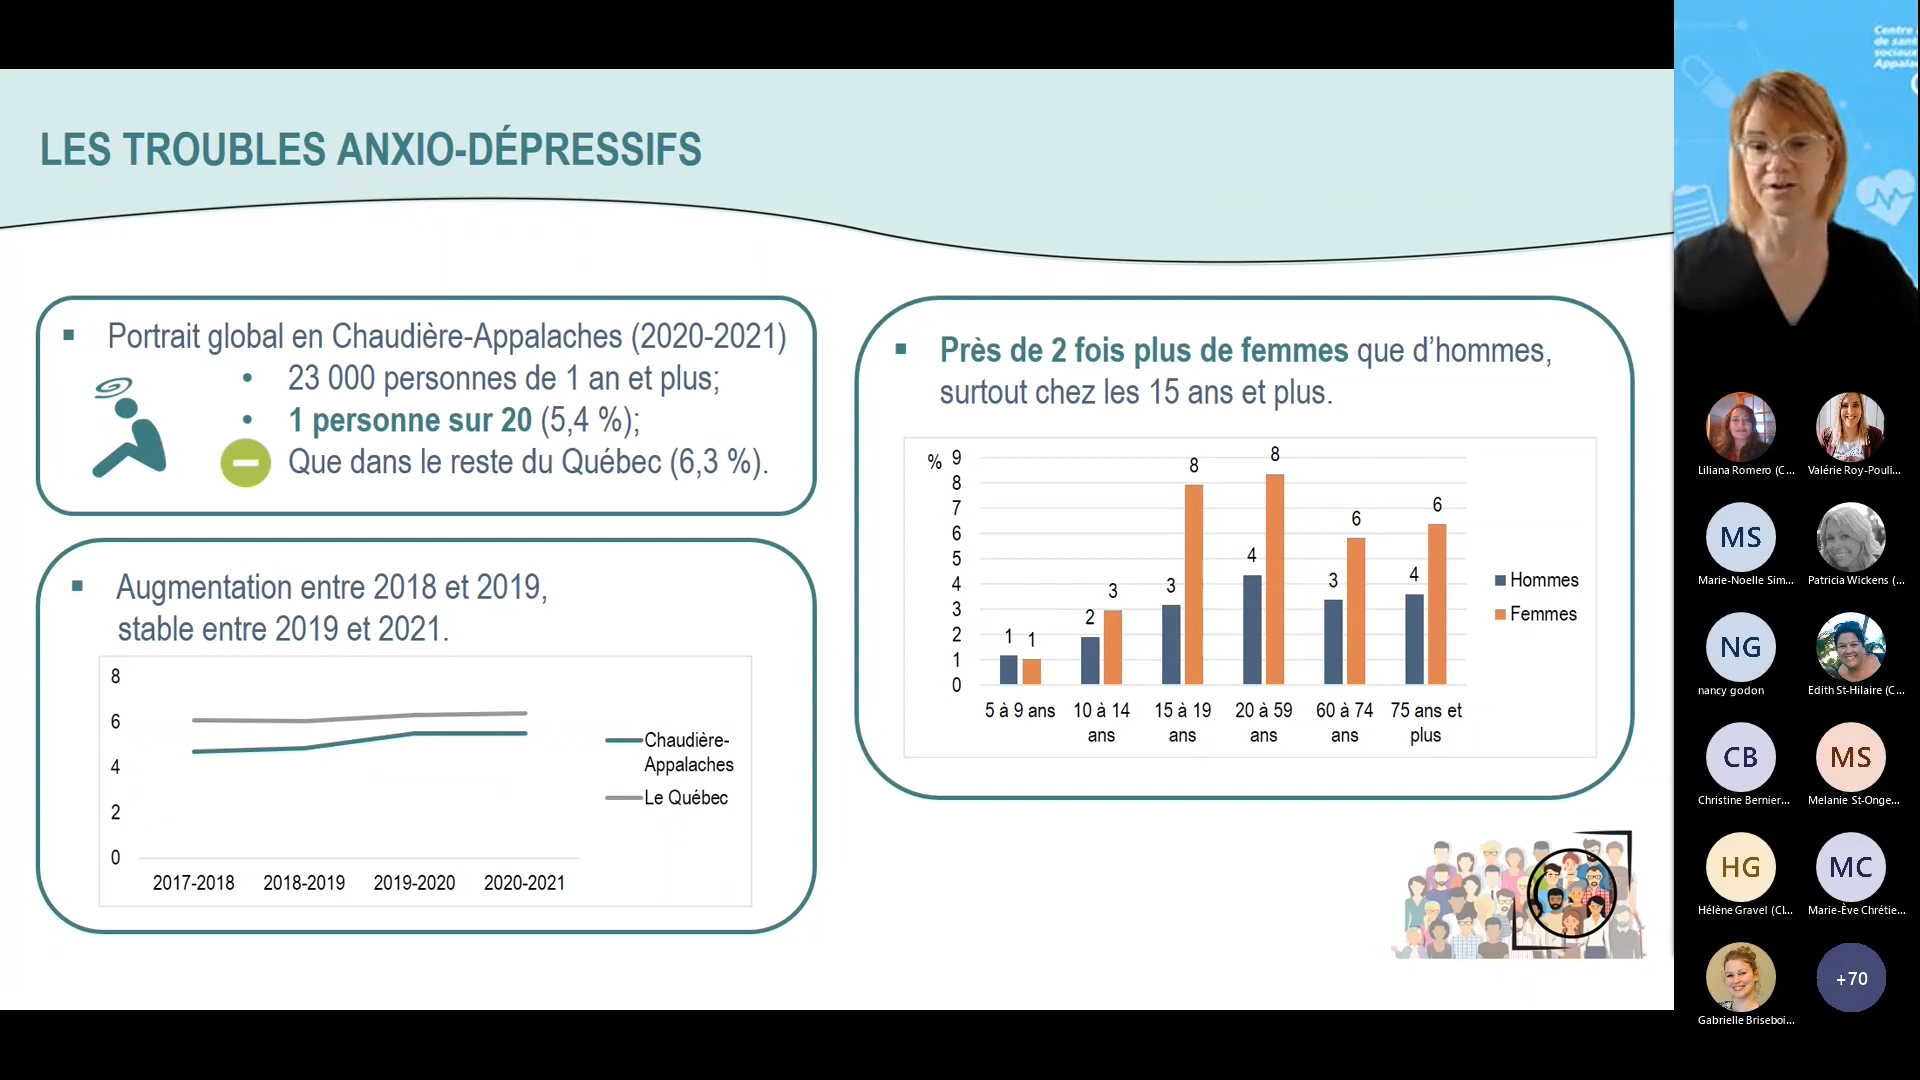 LES TROUBLES ANXIO-DÉPRESSIFS
▪ Portrait global en Chaudière-Appalaches (2020-2021)
• 23 000 personnes de 1 an et plus;
• 1 personne sur 20 (5,4 %);
Que dans le reste du Québec (6,3 %).
▪ Augmentation entre 2018 et 2019,
stable entre 2019 et 2021.
8
6
4
2
0
2017-2018 2018-2019 2019-2020 2020-2021
Chaudière-
Appalaches
Le Québec
▪ Près de 2 fois plus de femmes que d’hommes,
surtout chez les 15 ans et plus.
%
9
8
7
6
5
4
3
2
1
0
1 1 2 3 3 8 4 8 3 6 4 6
5 à 9 ans 10 à 14 15 à 19 20 à 59 60 à 74 75 ans et
ans ans ans ans plus
Hommes
Femmes
Centre
de sant
sociaux
Appala
Liliana Romero (C... Valérie Roy-Pouli...
MS
Marie-Noelle Sim... Patricia Wickens (...
NG
nancy godon Edith St-Hilaire (C...
CB MS
Christine Bernier... Melanie St-Onge...
HG MC
Hélène Gravel (CI... Marie-Ève Chrétie...
+70
Gabrielle Briseboi...